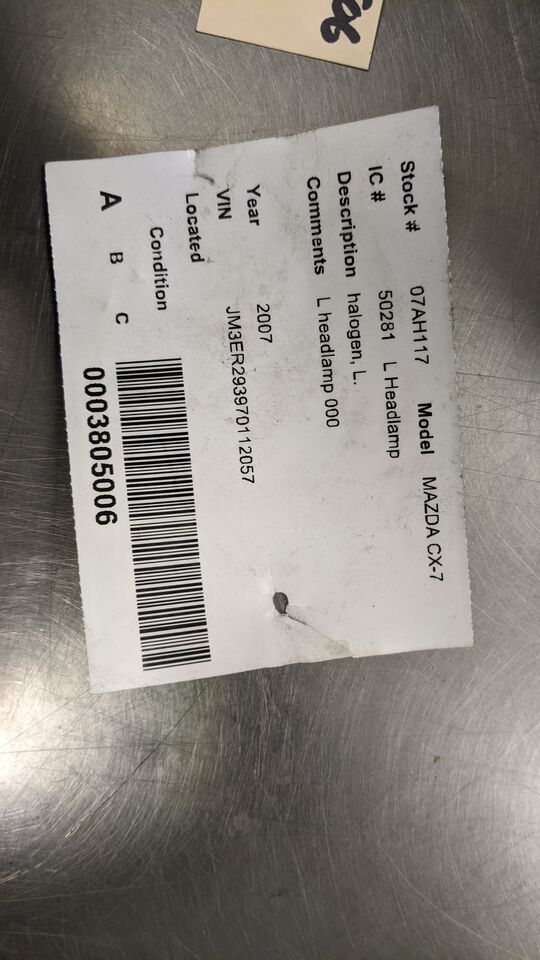 Stock # 07AH117 Model MAZDA CX-7
IC # 50281 L Headlamp
Description halogen, L.
Comments L headlamp 000
Year 2007
VIN JM3ER293970112057
Located
Condition
A B C
0003805006